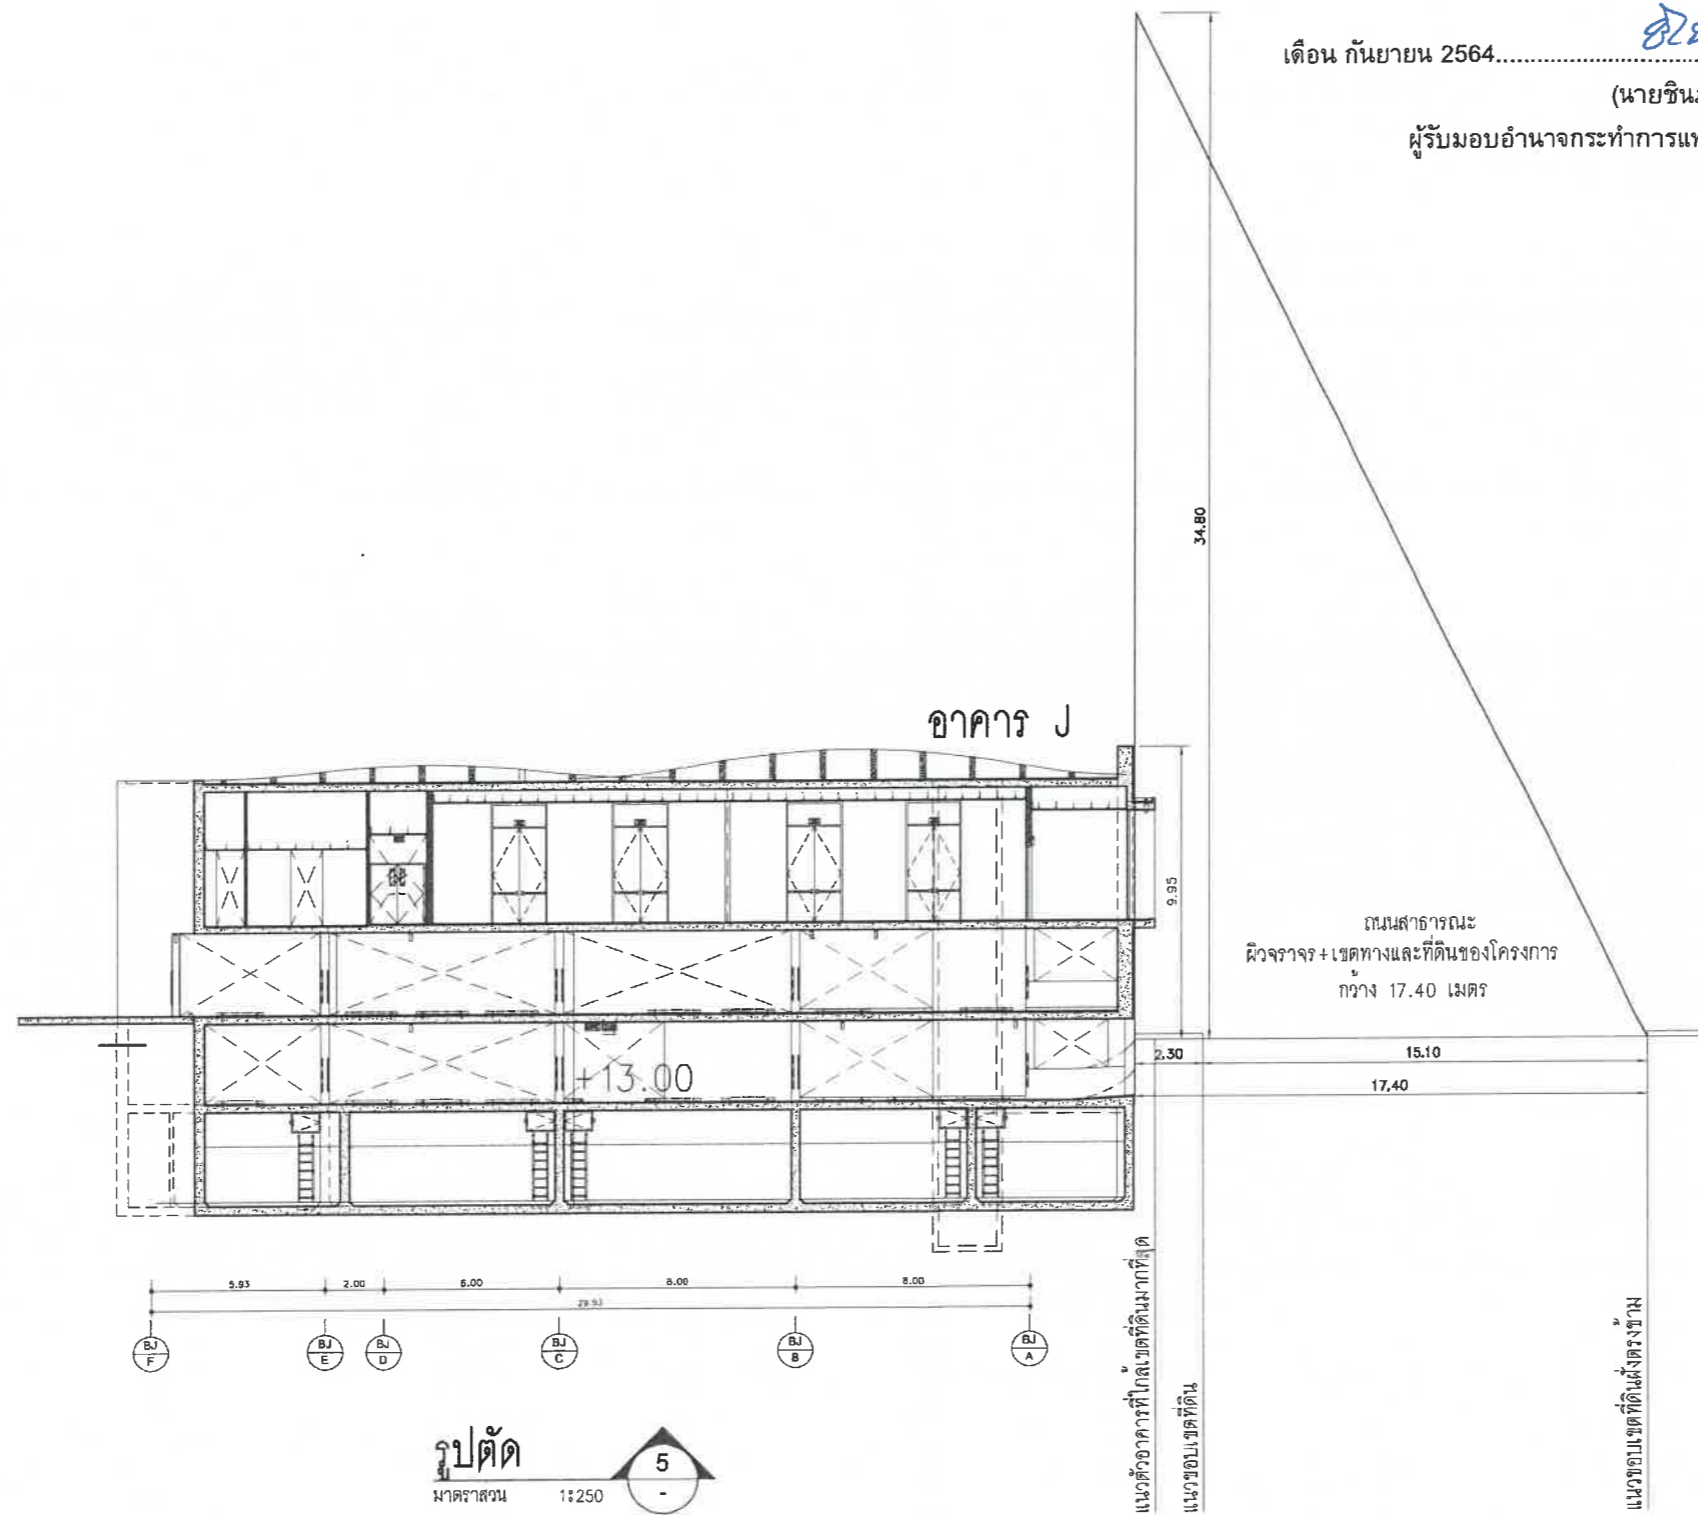 เดือน กันยายน 2564
(นายชิน
ผู้รับมอบอำนาจกระทำการแ
34.80
อาคาร J
9.95
ถนนสาธารณะ
ผิวจราจร+เขตทางและที่ดินของโครงการ
กว้าง 17.40 เมตร
2.30
15.10
17.40
+13.00
5.93
2.00
6.00
8.00
8.00
29.93
BJ
F
BJ
E
BJ
D
BJ
C
BJ
B
BJ
A
แนวตัวอาคารที่ใกล้เขตที่ดินมากที่สุด
แนวขอบเขตที่ดิน
แนวขอบเขตที่ดินฝั่งตรงข้าม
รูปตัด
มาตราส่วน 1:250
5
-